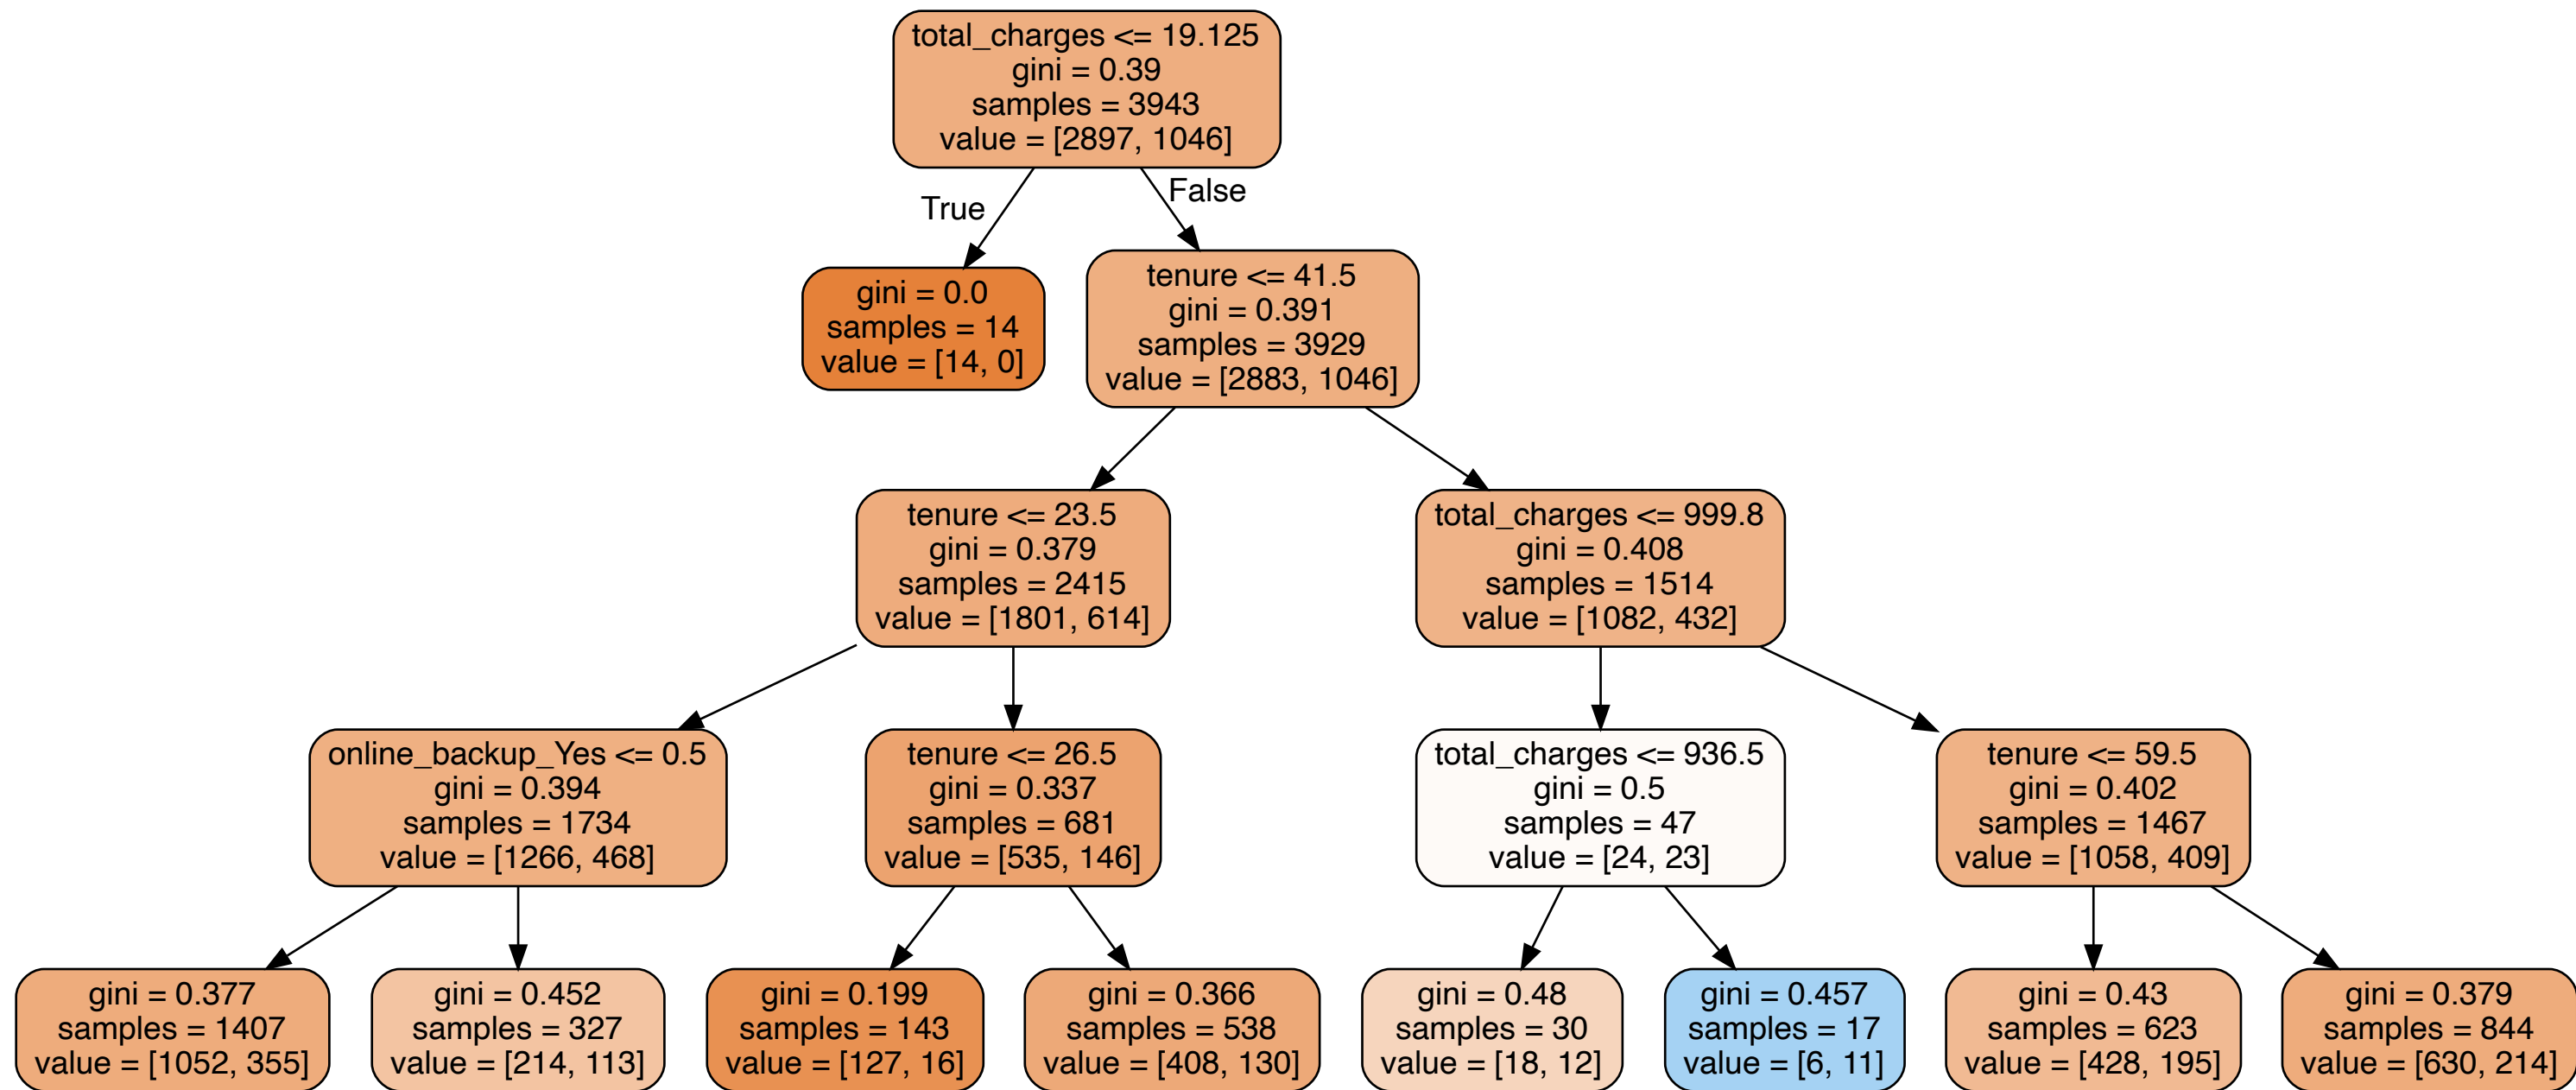 total_charges <= 19.125
gini = 0.39
samples = 3943
value = [2897, 1046]
True
False
gini = 0.0
samples = 14
value = [14, 0]
tenure <= 41.5
gini = 0.391
samples = 3929
value = [2883, 1046]
tenure <= 23.5
gini = 0.379
samples = 2415
value = [1801, 614]
total_charges <= 999.8
gini = 0.408
samples = 1514
value = [1082, 432]
online_backup_Yes <= 0.5
gini = 0.394
samples = 1734
value = [1266, 468]
tenure <= 26.5
gini = 0.337
samples = 681
value = [535, 146]
total_charges <= 936.5
gini = 0.5
samples = 47
value = [24, 23]
tenure <= 59.5
gini = 0.402
samples = 1467
value = [1058, 409]
gini = 0.377
samples = 1407
value = [1052, 355]
gini = 0.452
samples = 327
value = [214, 113]
gini = 0.199
samples = 143
value = [127, 16]
gini = 0.366
samples = 538
value = [408, 130]
gini = 0.48
samples = 30
value = [18, 12]
gini = 0.457
samples = 17
value = [6, 11]
gini = 0.43
samples = 623
value = [428, 195]
gini = 0.379
samples = 844
value = [630, 214]